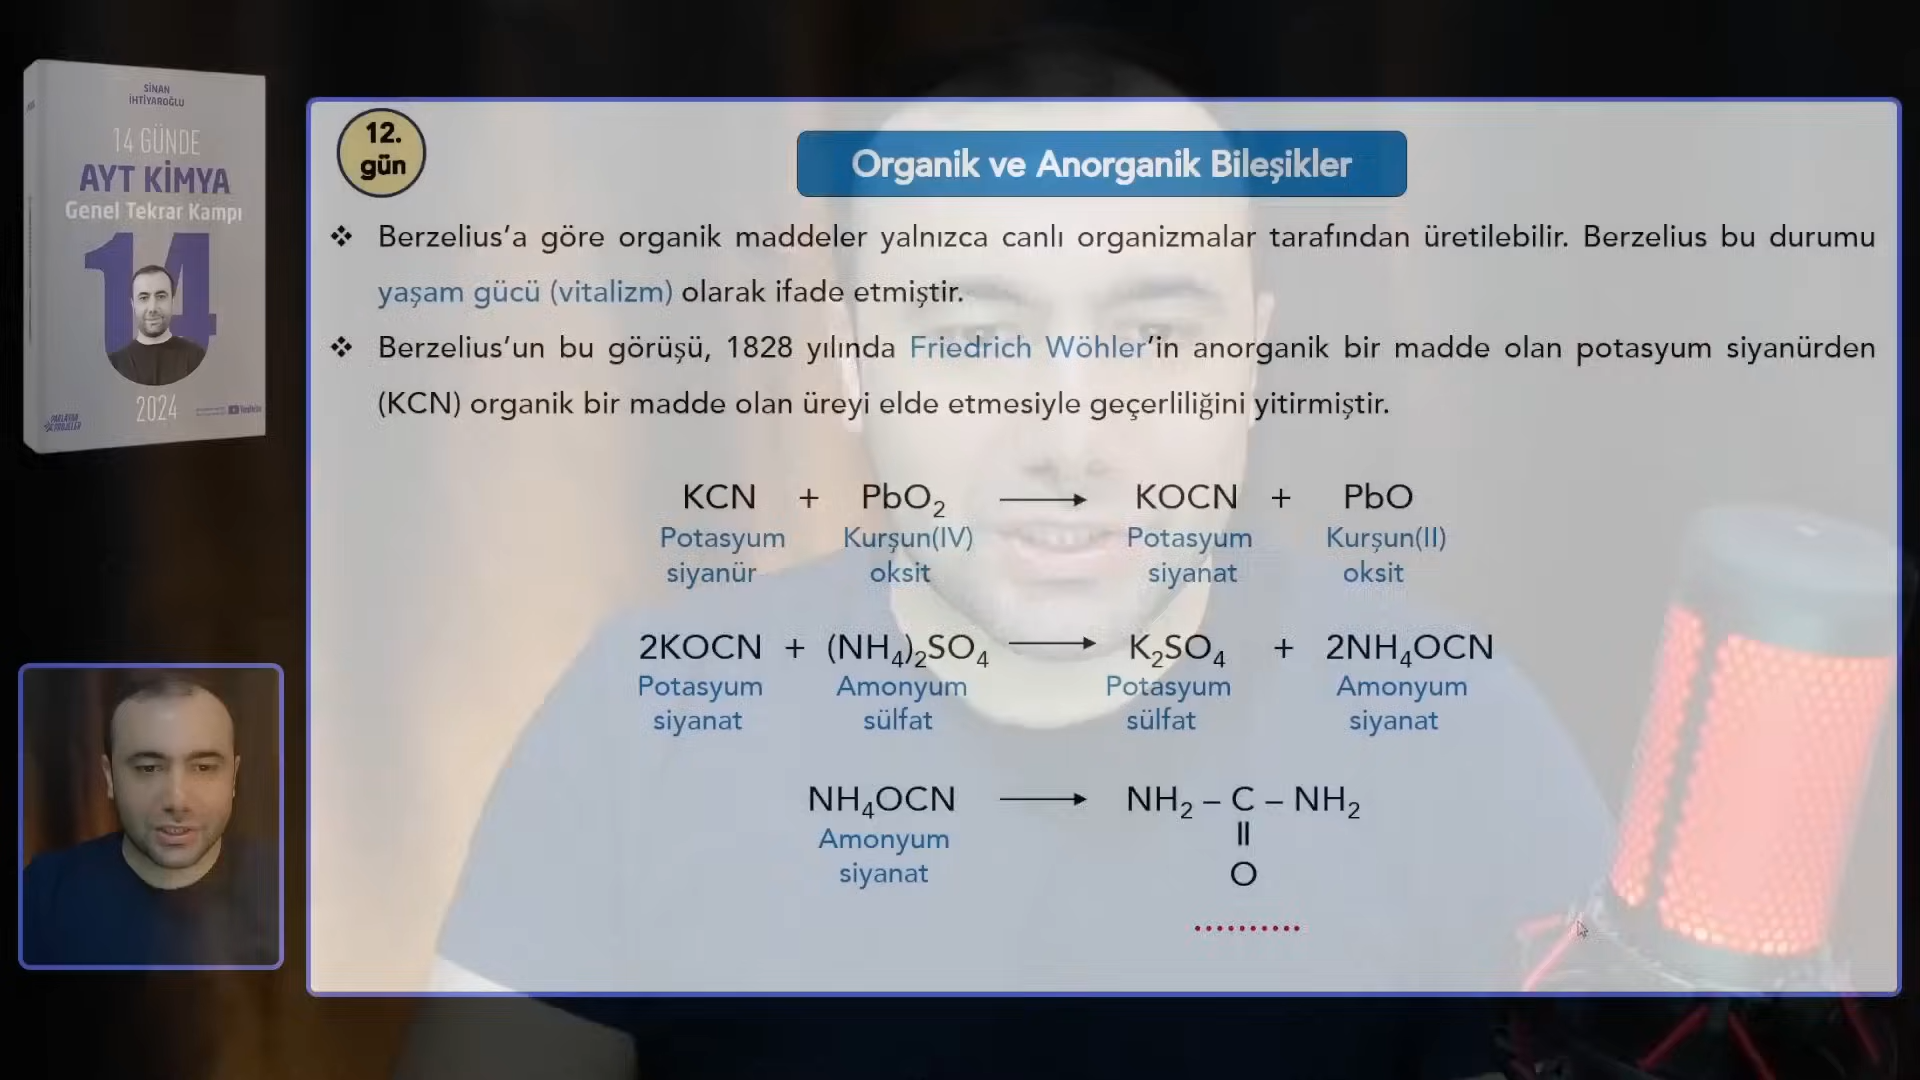 SİNAN
İHTİYAROĞLU
14 GÜNDE
AYT KİMYA
Genel Tekrar Kampı
14
2024
12.
gün
Organik ve Anorganik Bileşikler
❖ Berzelius’a göre organik maddeler yalnızca canlı organizmalar tarafından üretilebilir. Berzelius bu durumu
yaşam gücü (vitalizm) olarak ifade etmiştir.
❖ Berzelius’un bu görüşü, 1828 yılında Friedrich Wöhler’in anorganik bir madde olan potasyum siyanürden
(KCN) organik bir madde olan üreyi elde etmesiyle geçerliliğini yitirmiştir.
KCN + PbO₂ → KOCN + PbO
Potasyum Kurşun(IV) Potasyum Kurşun(II)
siyanür oksit siyanat oksit
2KOCN + (NH₄)₂SO₄ → K₂SO₄ + 2NH₄OCN
Potasyum Amonyum Potasyum Amonyum
siyanat sülfat sülfat siyanat
NH₄OCN → NH₂ – C – NH₂
Amonyum ॥
siyanat O
..........